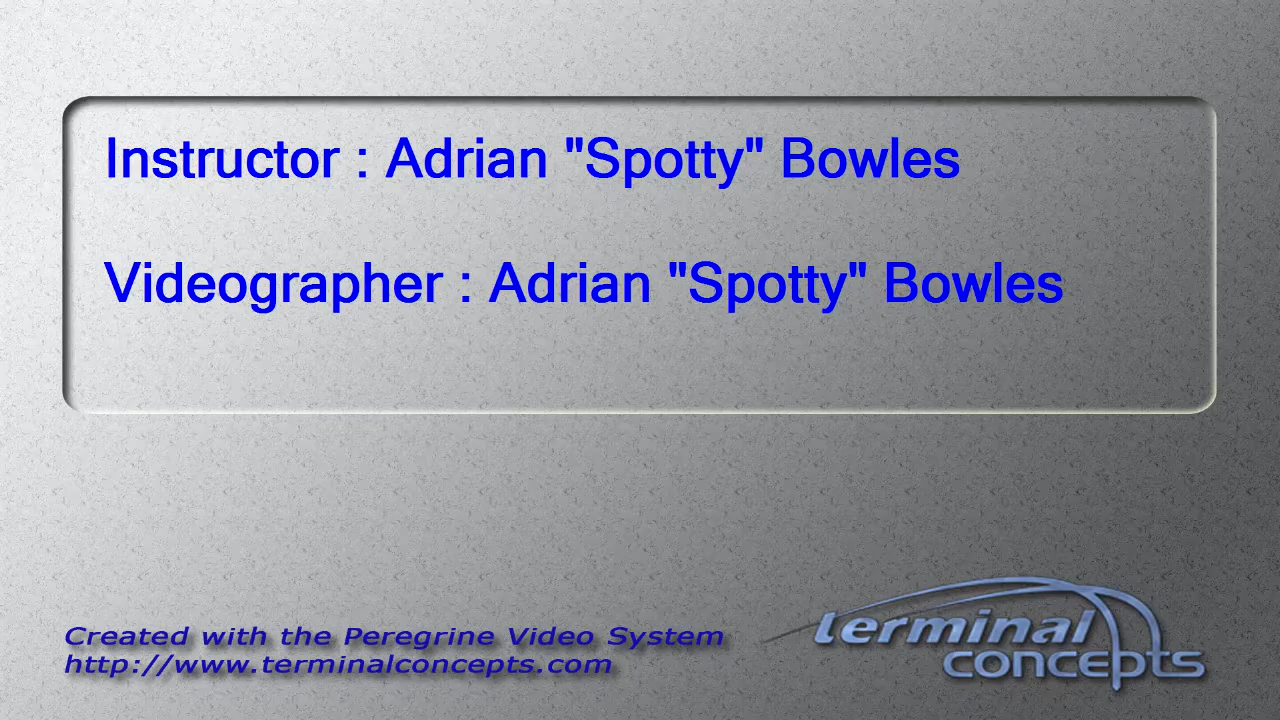 Instructor : Adrian "Spotty" Bowles
Videographer : Adrian "Spotty" Bowles
Created with the Peregrine Video System
http://www.terminalconcepts.com
terminal
concepts